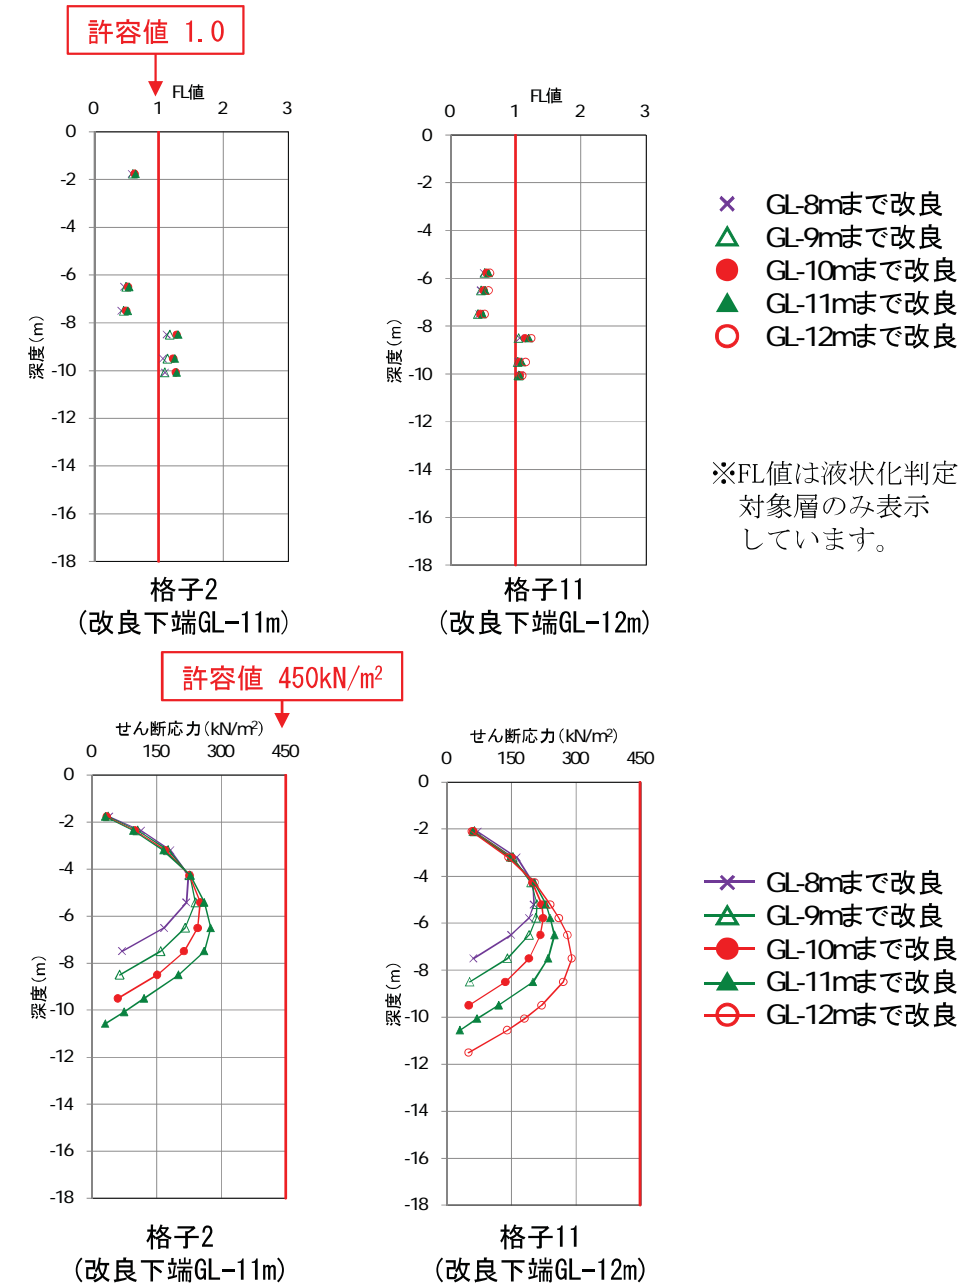 許容値 1.0
FL値
0 1 2 3
0
-2
-4
-6
-8
-10
-12
-14
-16
-18
深度(m)
格子2
(改良下端GL-11m)
FL値
0 1 2 3
0
-2
-4
-6
-8
-10
-12
-14
-16
-18
深度(m)
格子11
(改良下端GL-12m)
GL-8mまで改良
GL-9mまで改良
GL-10mまで改良
GL-11mまで改良
GL-12mまで改良
※FL値は液状化判定
対象層のみ表示
しています。
許容値 450kN/m²
せん断応力(kN/m²)
0 150 300 450
0
-2
-4
-6
-8
-10
-12
-14
-16
-18
深度(m)
格子2
(改良下端GL-11m)
せん断応力(kN/m²)
0 150 300 450
0
-2
-4
-6
-8
-10
-12
-14
-16
-18
深度(m)
格子11
(改良下端GL-12m)
GL-8mまで改良
GL-9mまで改良
GL-10mまで改良
GL-11mまで改良
GL-12mまで改良